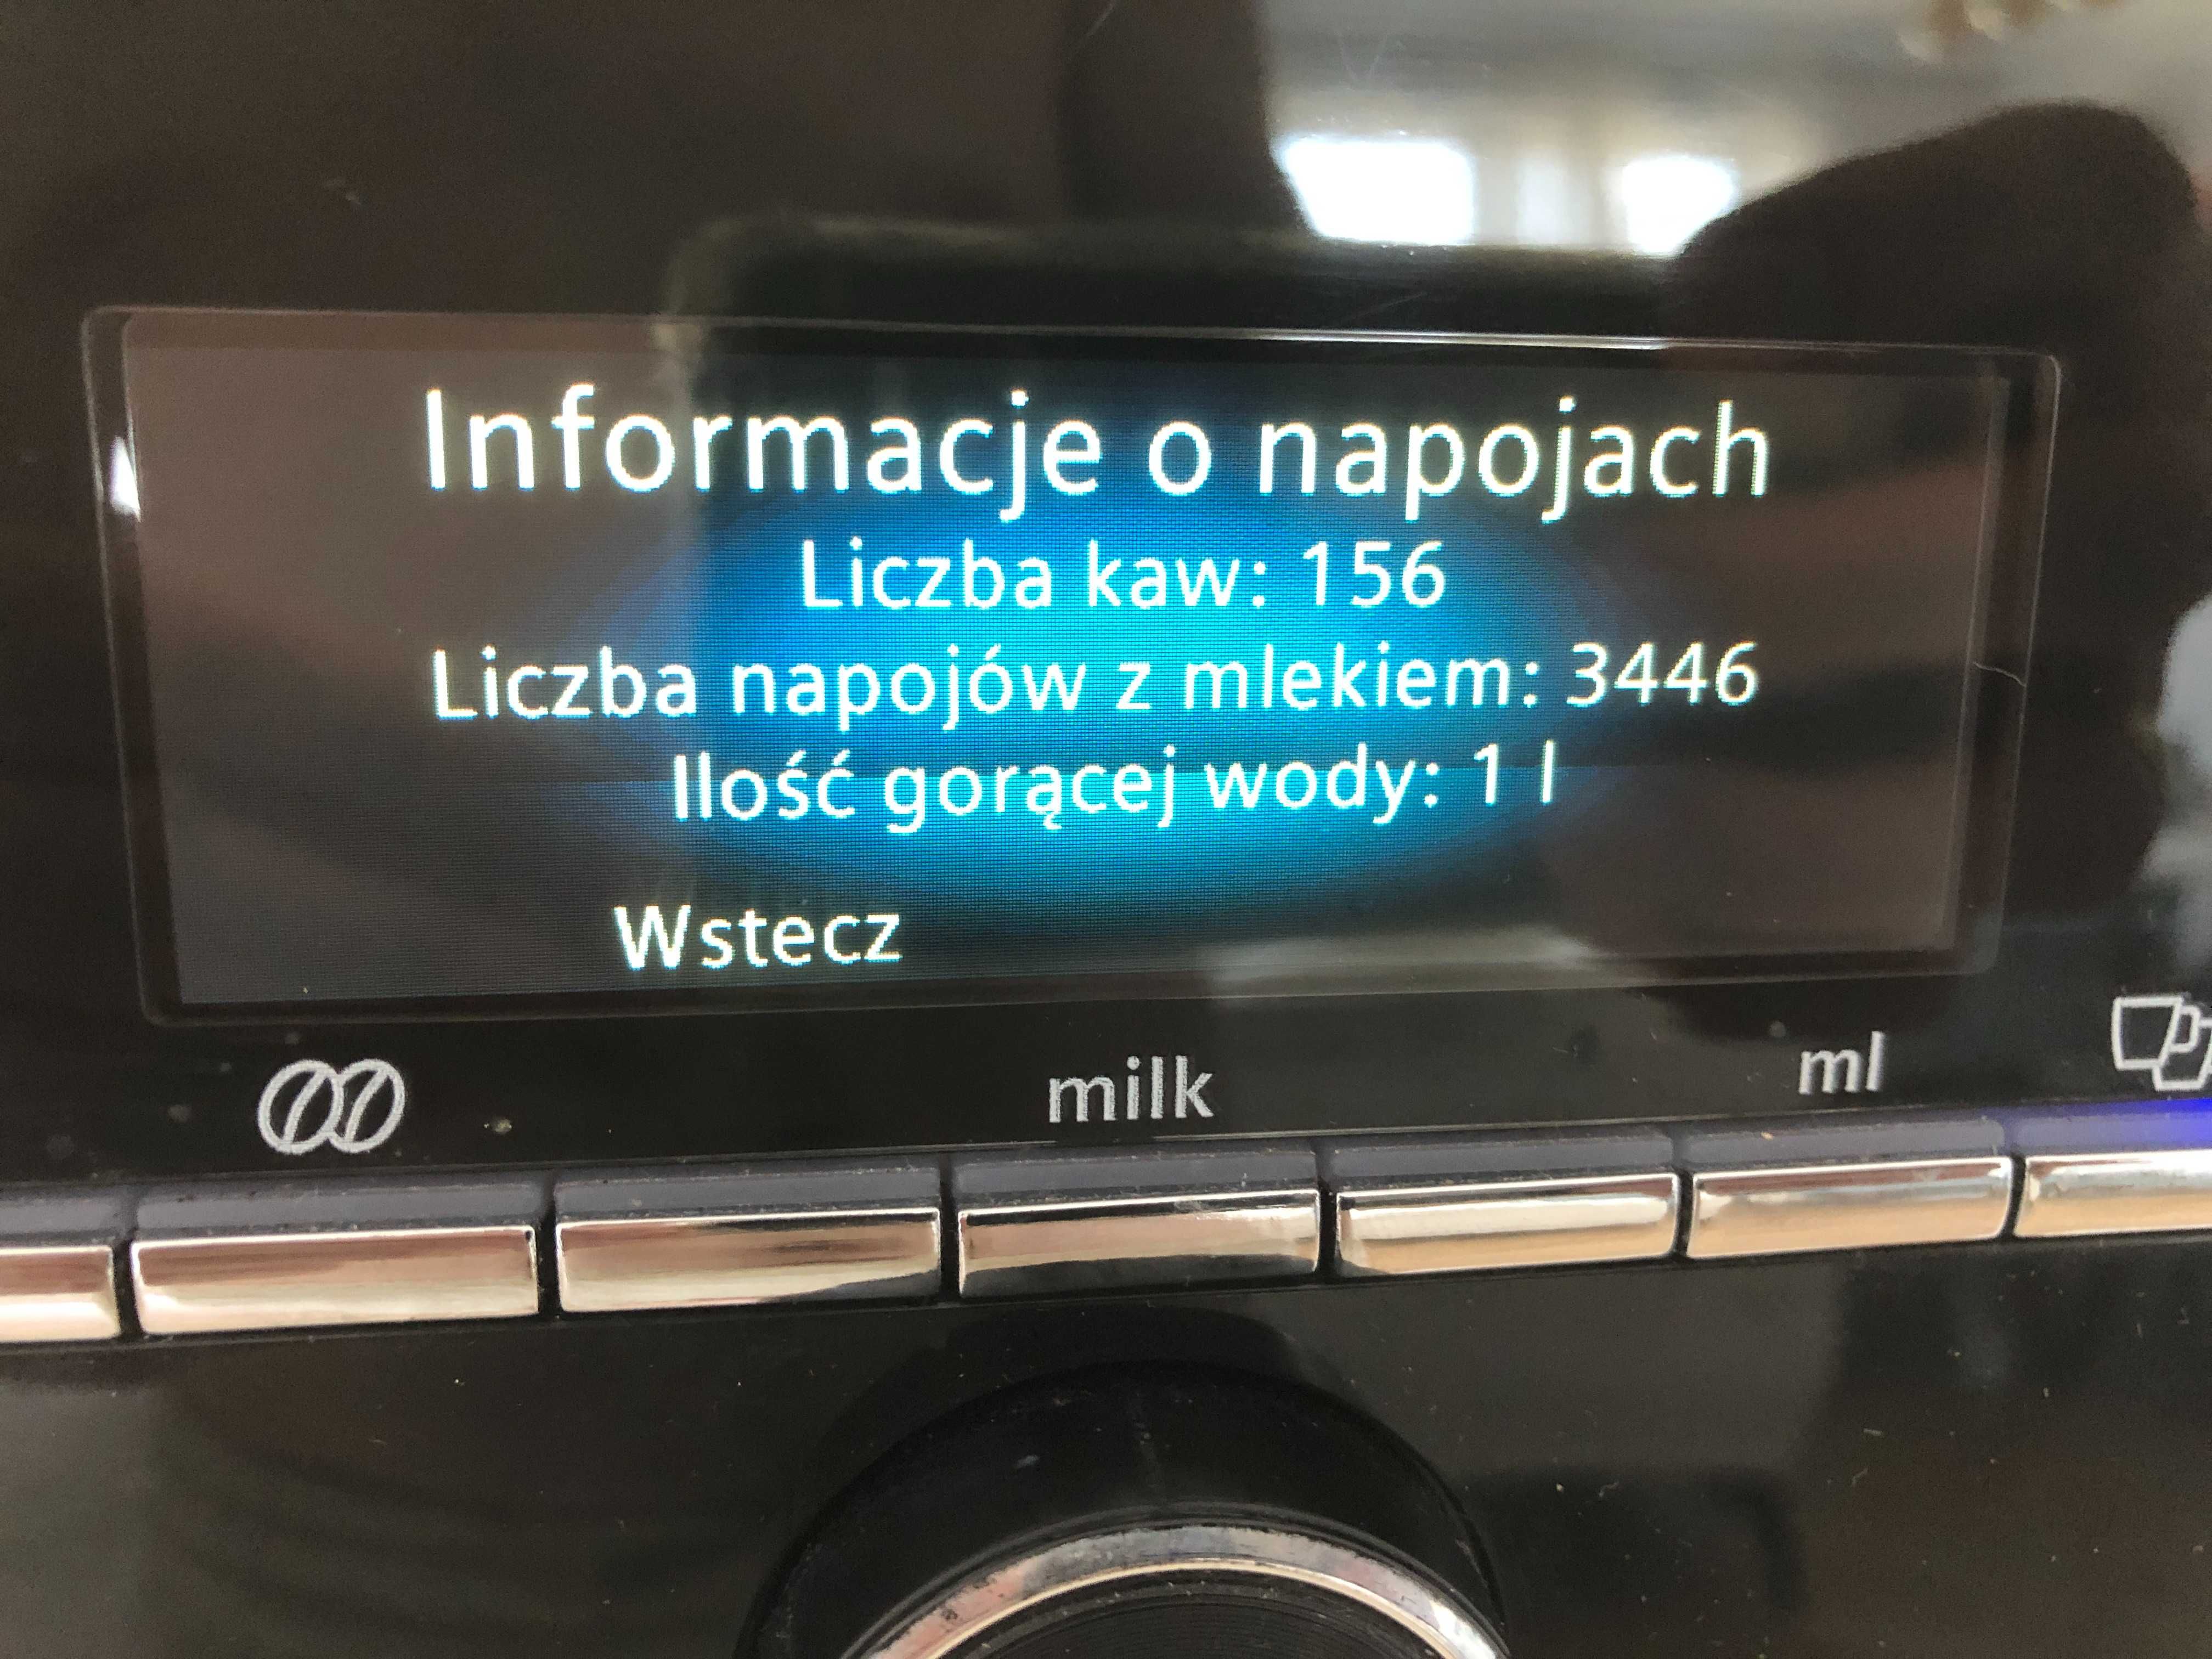 Informacje o napojach
Liczba kaw: 156
Liczba napojów z mlekiem: 3446
Ilość gorącej wody: 1 l
Wstecz
milk
ml